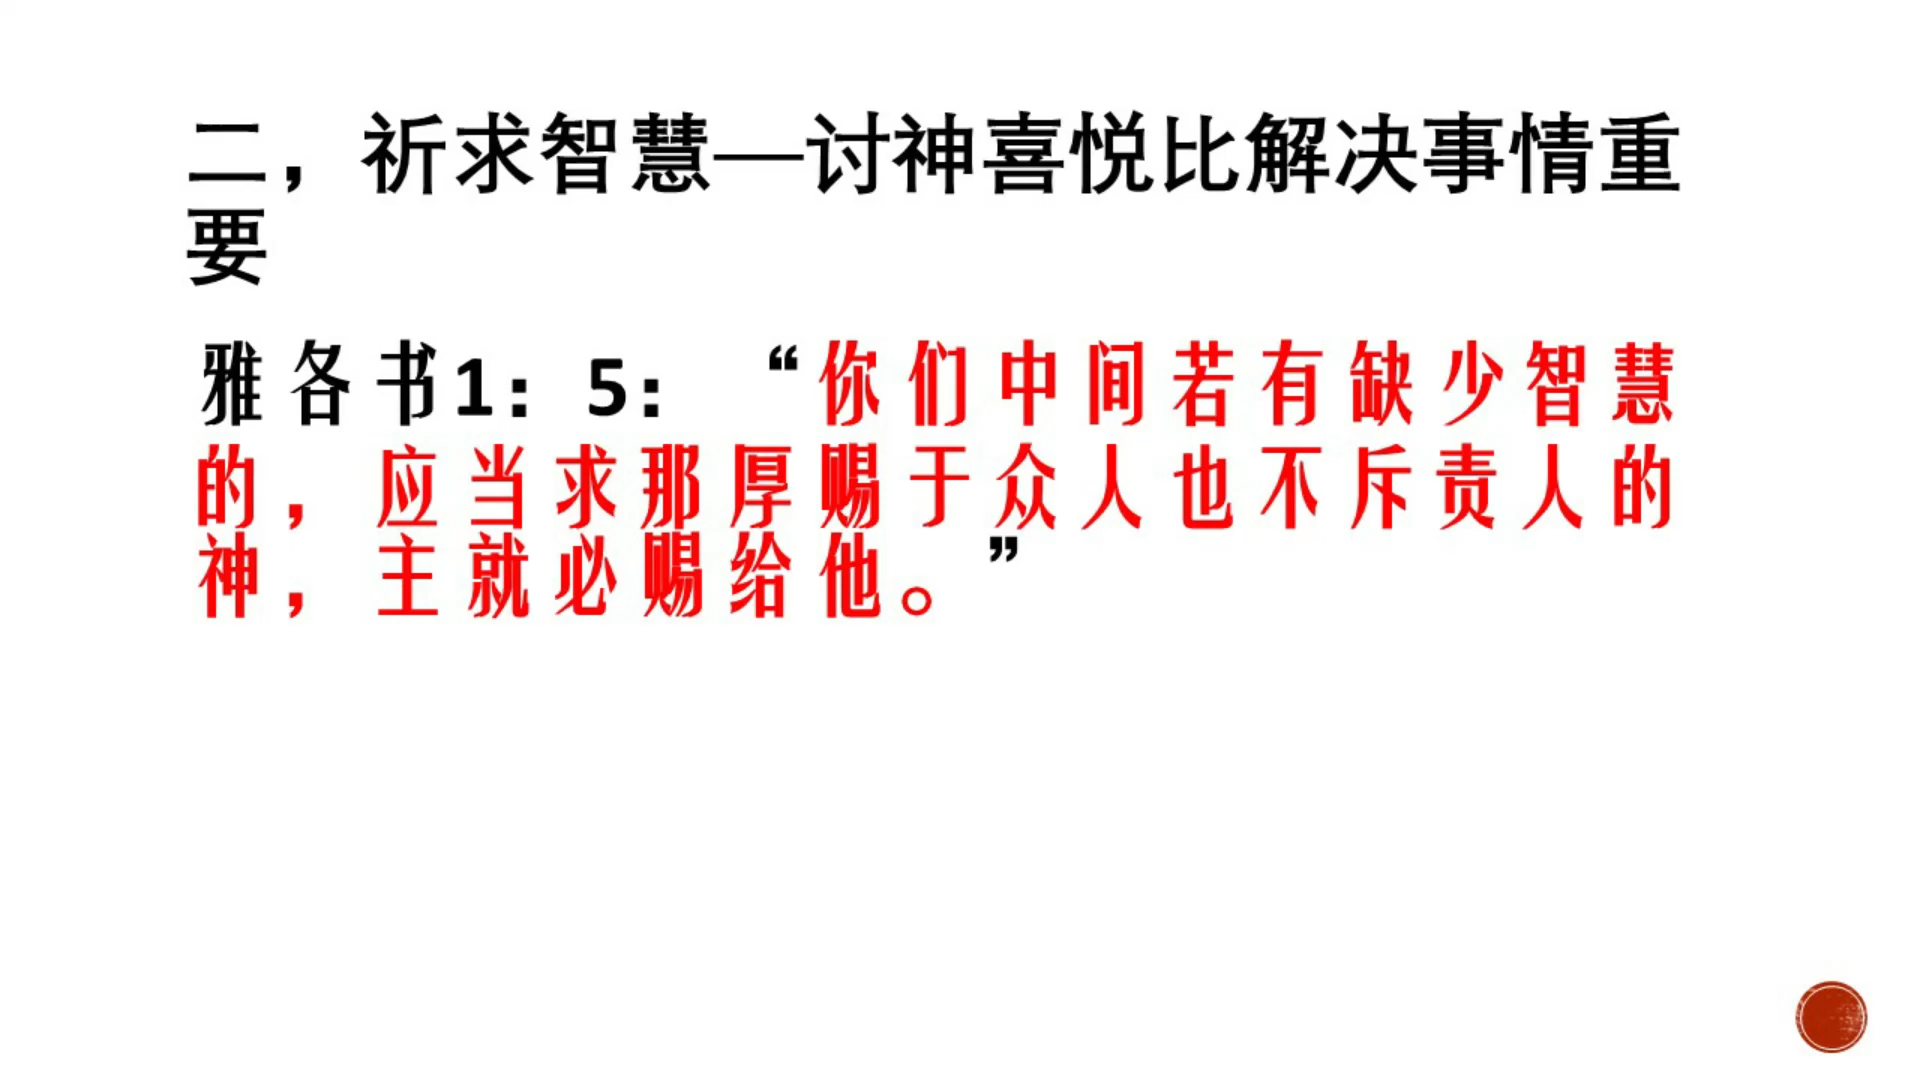 二，祈求智慧—讨神喜悦比解决事情重
要
雅各书1：5：“你们中间若有缺少智慧
的，应当求那厚赐于众人也不斥责人的
神，主就必赐给他。”